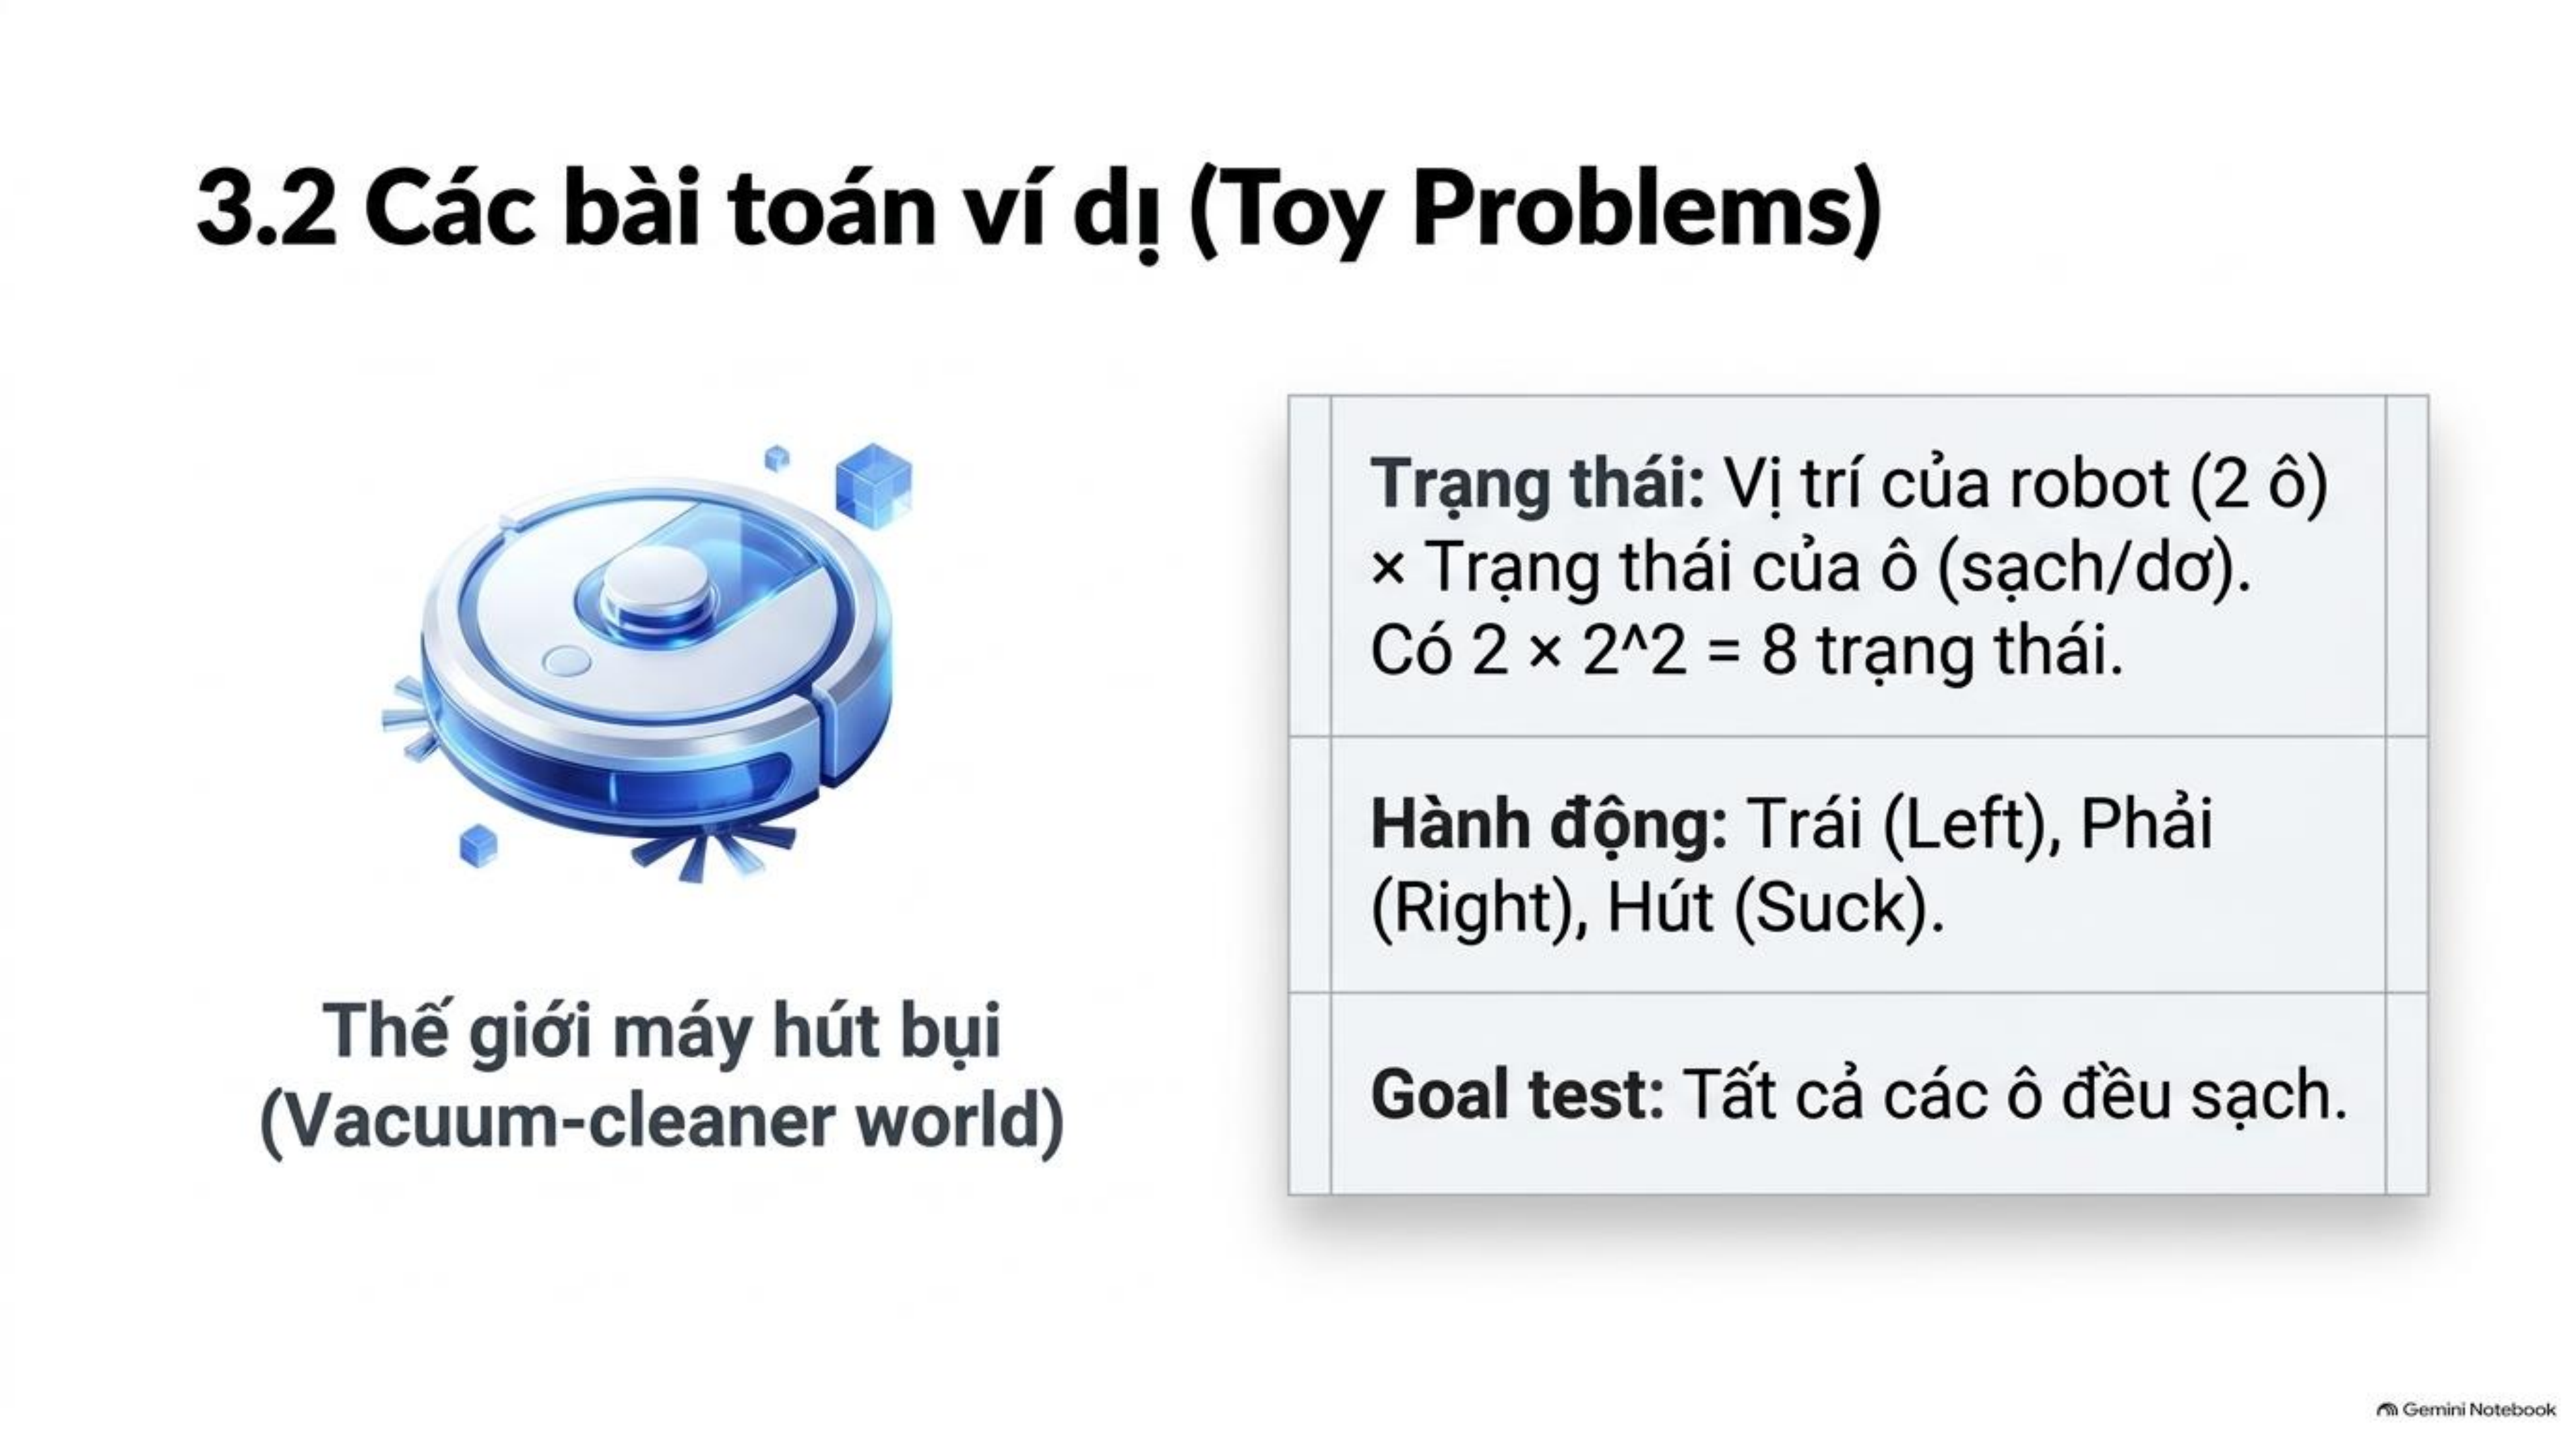 3.2 Các bài toán ví dị (Toy Problems)
Thế giới máy hút bụi
(Vacuum-cleaner world)
Trạng thái: Vị trí của robot (2 ô)
× Trạng thái của ô (sạch/dơ).
Có 2 × 2^2 = 8 trạng thái.
Hành động: Trái (Left), Phải
(Right), Hút (Suck).
Goal test: Tất cả các ô đều sạch.
Gemini Notebook